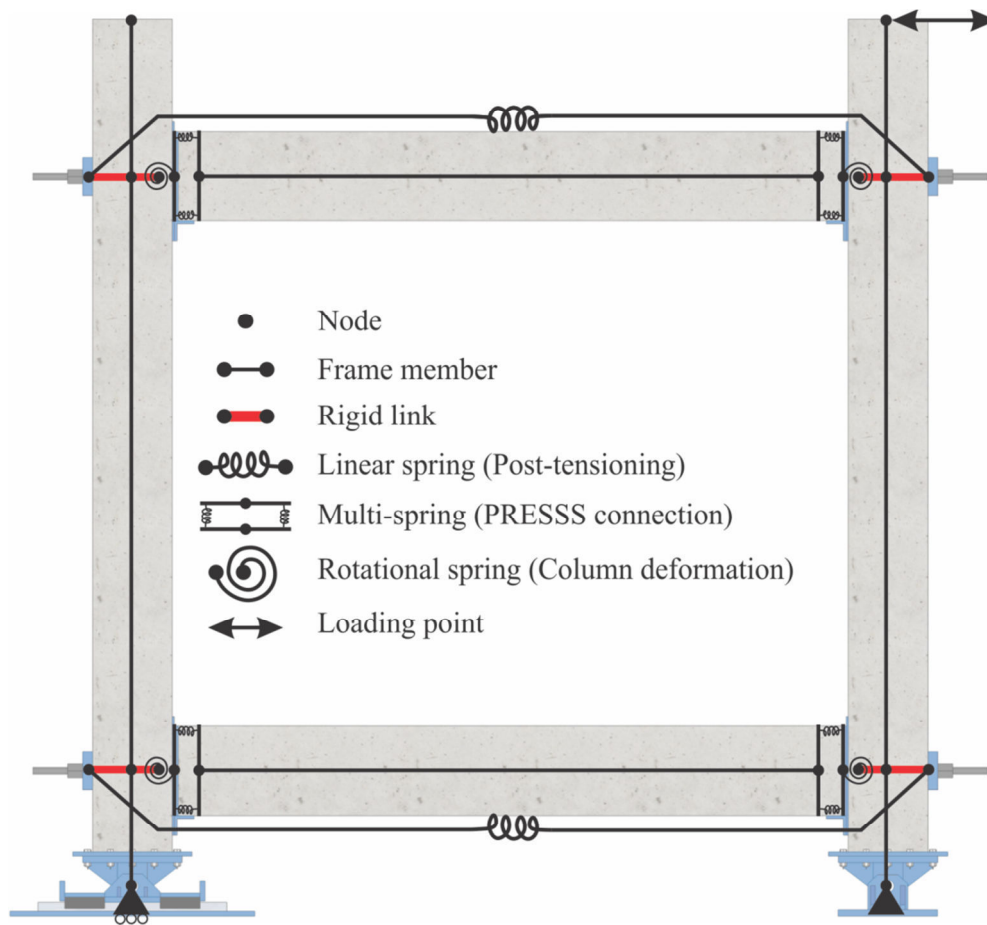 Node
Frame member
Rigid link
Linear spring (Post-tensioning)
Multi-spring (PRESSS connection)
Rotational spring (Column deformation)
Loading point